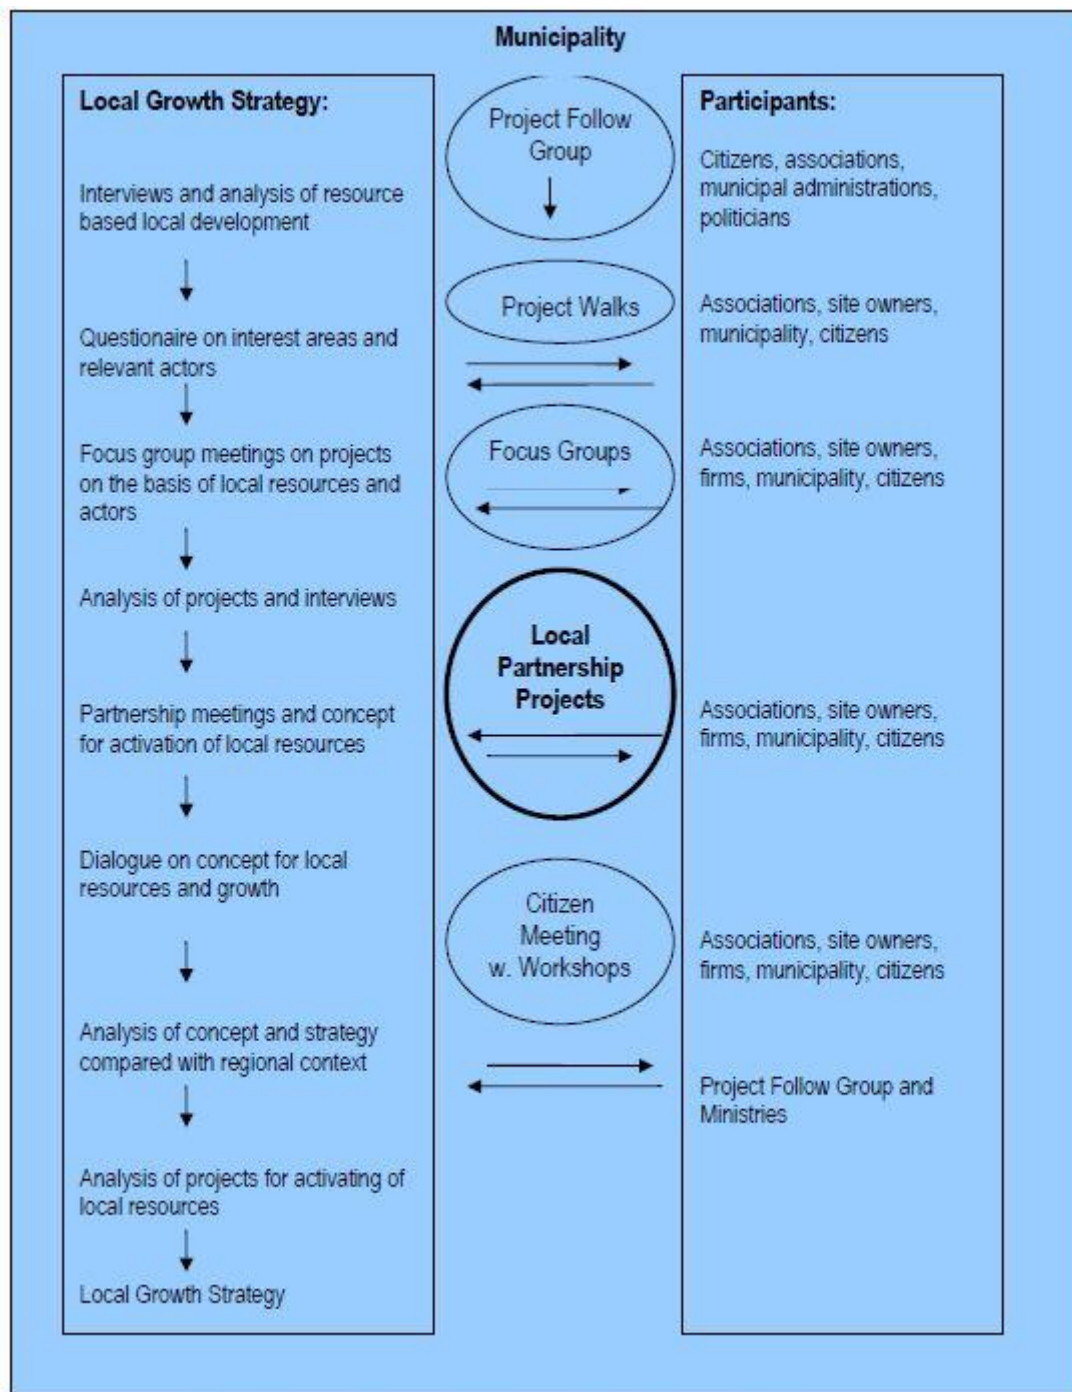 Municipality
Local Growth Strategy:
Interviews and analysis of resource
based local development
Questionaire on interest areas and
relevant actors
Focus group meetings on projects
on the basis of local resources and
actors
Analysis of projects and interviews
Partnership meetings and concept
for activation of local resources
Dialogue on concept for local
resources and growth
Analysis of concept and strategy
compared with regional context
Analysis of projects for activating of
local resources
Local Growth Strategy
Project Follow
Group
Project Walks
Focus Groups
Local
Partnership
Projects
Citizen
Meeting
w. Workshops
Participants:
Citizens, associations,
municipal administrations,
politicians
Associations, site owners,
municipality, citizens
Associations, site owners,
firms, municipality, citizens
Associations, site owners,
firms, municipality, citizens
Associations, site owners,
firms, municipality, citizens
Project Follow Group and
Ministries